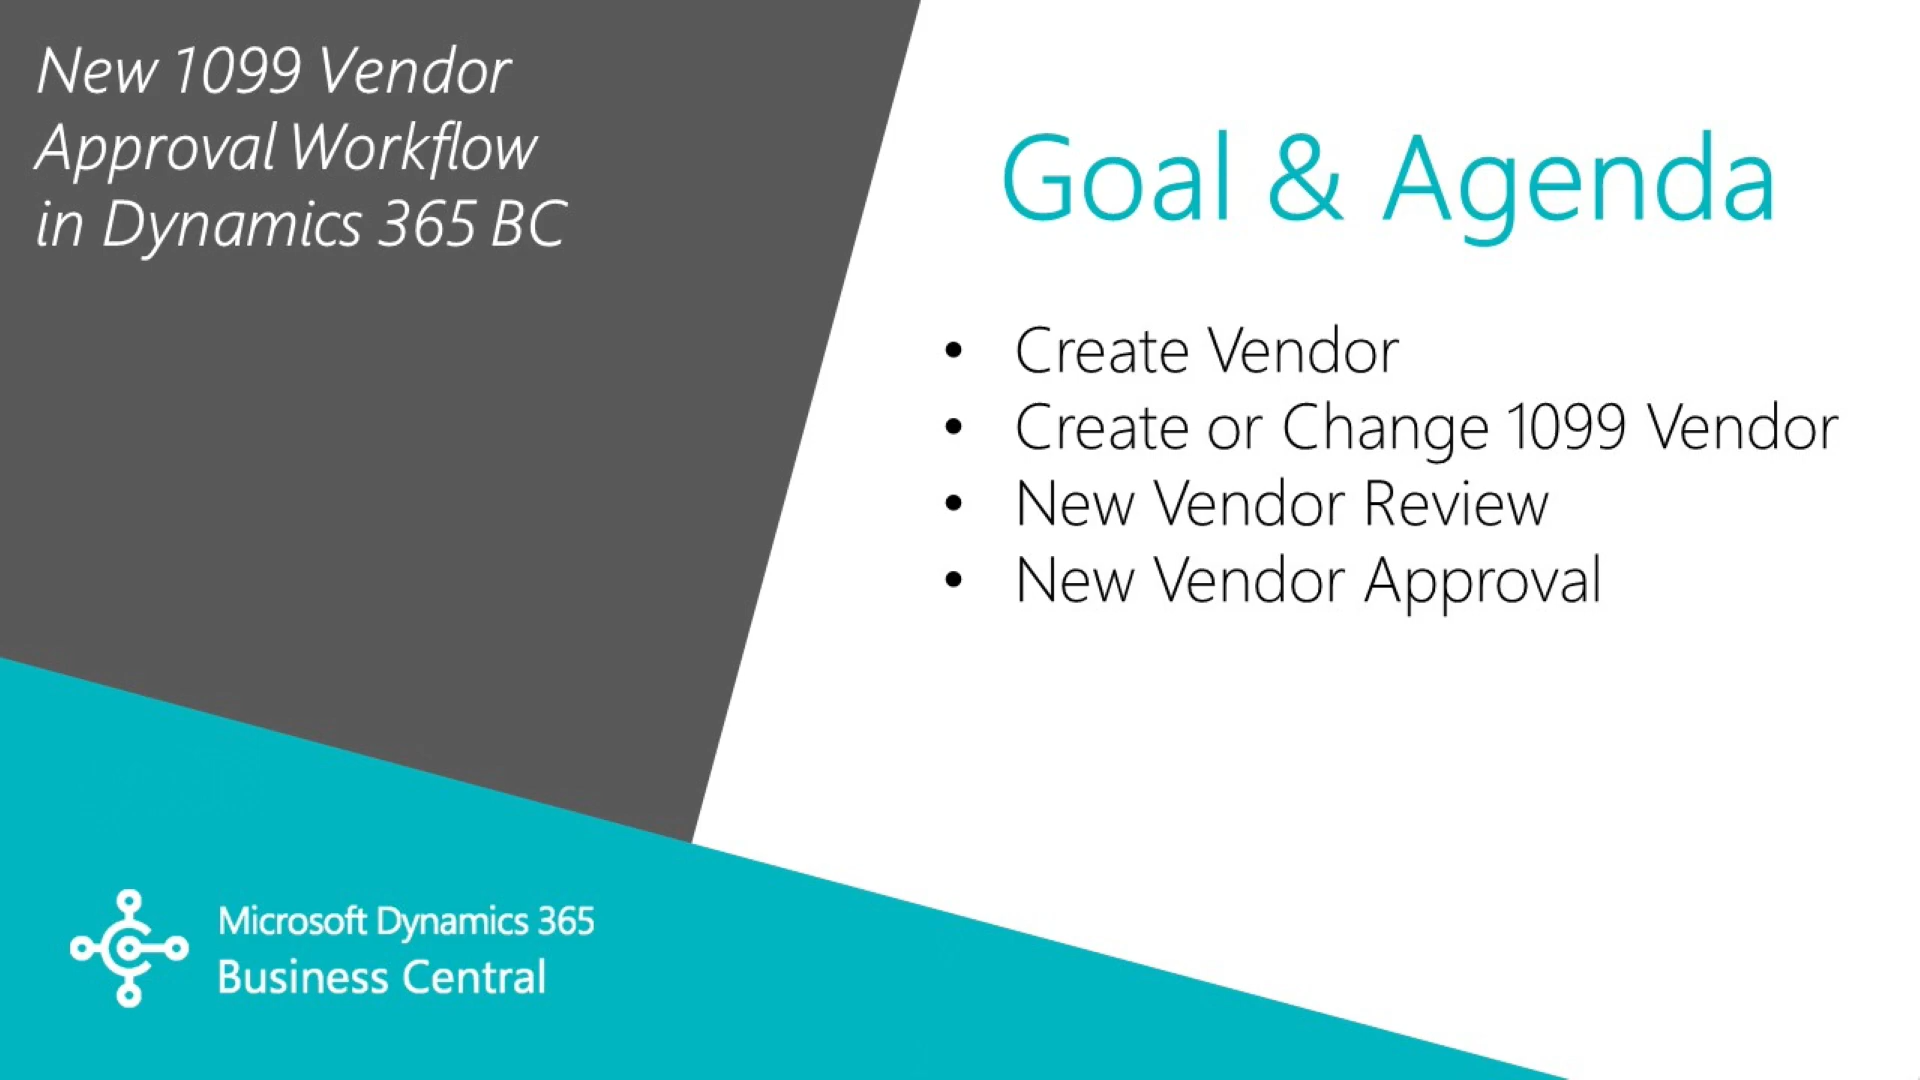 New 1099 Vendor
Approval Workflow
in Dynamics 365 BC
Goal & Agenda
• Create Vendor
• Create or Change 1099 Vendor
• New Vendor Review
• New Vendor Approval
Microsoft Dynamics 365
Business Central